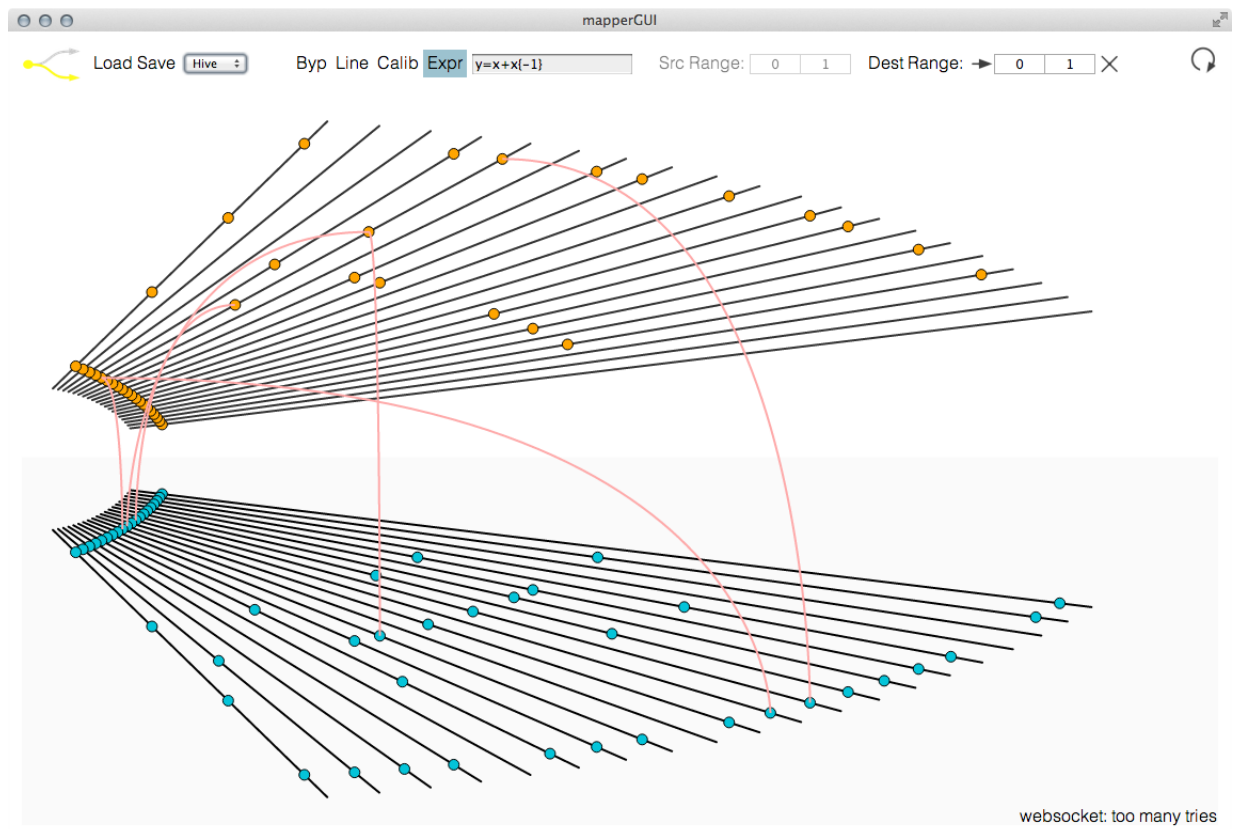 mapperGUI
Load Save Hive Byp Line Calib Expr y=x+x{-1} Src Range: 0 1 Dest Range: 0 1
websocket: too many tries